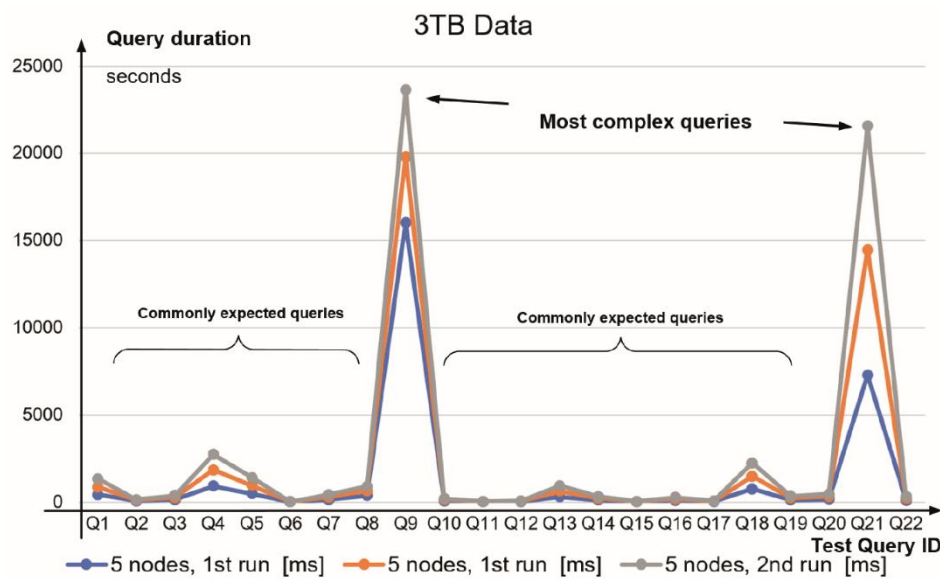 3TB Data
Query duration
seconds
25000
20000
15000
10000
5000
0
Most complex queries
Commonly expected queries
Commonly expected queries
Q1 Q2 Q3 Q4 Q5 Q6 Q7 Q8 Q9 Q10 Q11 Q12 Q13 Q14 Q15 Q16 Q17 Q18 Q19 Q20 Q21 Q22
Test Query ID
5 nodes, 1st run [ms] 5 nodes, 1st run [ms] 5 nodes, 2nd run [ms]